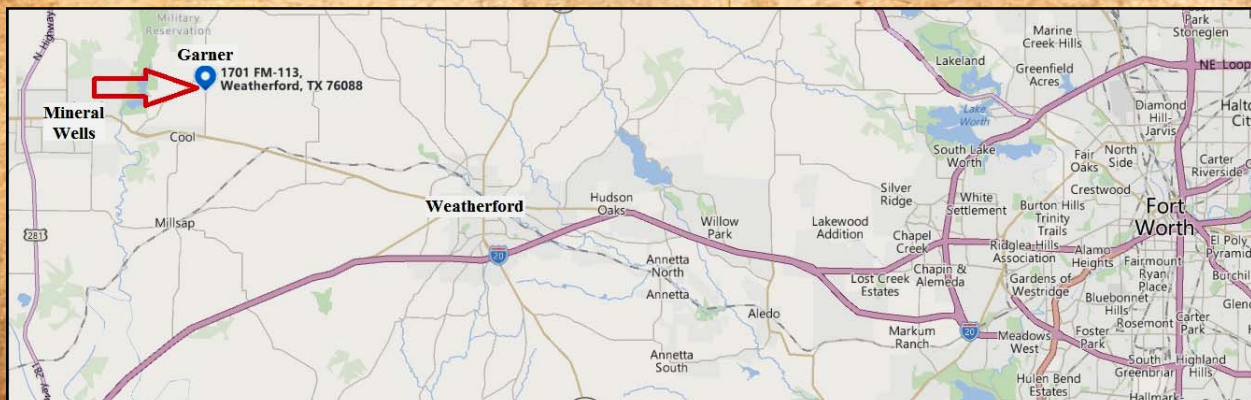 N Highway
Military
Reservation
Garner
1701 FM-113,
Weatherford, TX 76088
Mineral
Wells
Cool
Millsap
281
Weatherford
20
Hudson
Oaks
Willow
Park
Annetta
North
Annetta
Aledo
Annetta
South
Lakewood
Addition
Silver
Ridge
Chapel
Creek
Lost Creek
Estates
Markum
Ranch
White
Settlement
Chapin &
Alameda
20
Meadows
West
South Lake
Worth
Lake
Worth
Lakeland
Marine
Creek Hills
Greenfield
Acres
Park
Stoneglen
NE Loop
Diamond
Hill-
Jarvis
Halto
City
Fair
Oaks
North
Side
Carter
Riverside
Crestwood
Burton Hills
Trinity
Trails
Fort
Worth
Ridglea Hills
Association
Alamo
Heights
El Poly
Pyramid
Fairmount
Ryan
Place
Burchill
Gardens of
Westridge
Bluebonnet
Hills
Rosemont
Carter
Park
Glenc
Foster
Park
South
Greenbriar
Highland
Hills
Hulen Bend
Estates
Hallmark